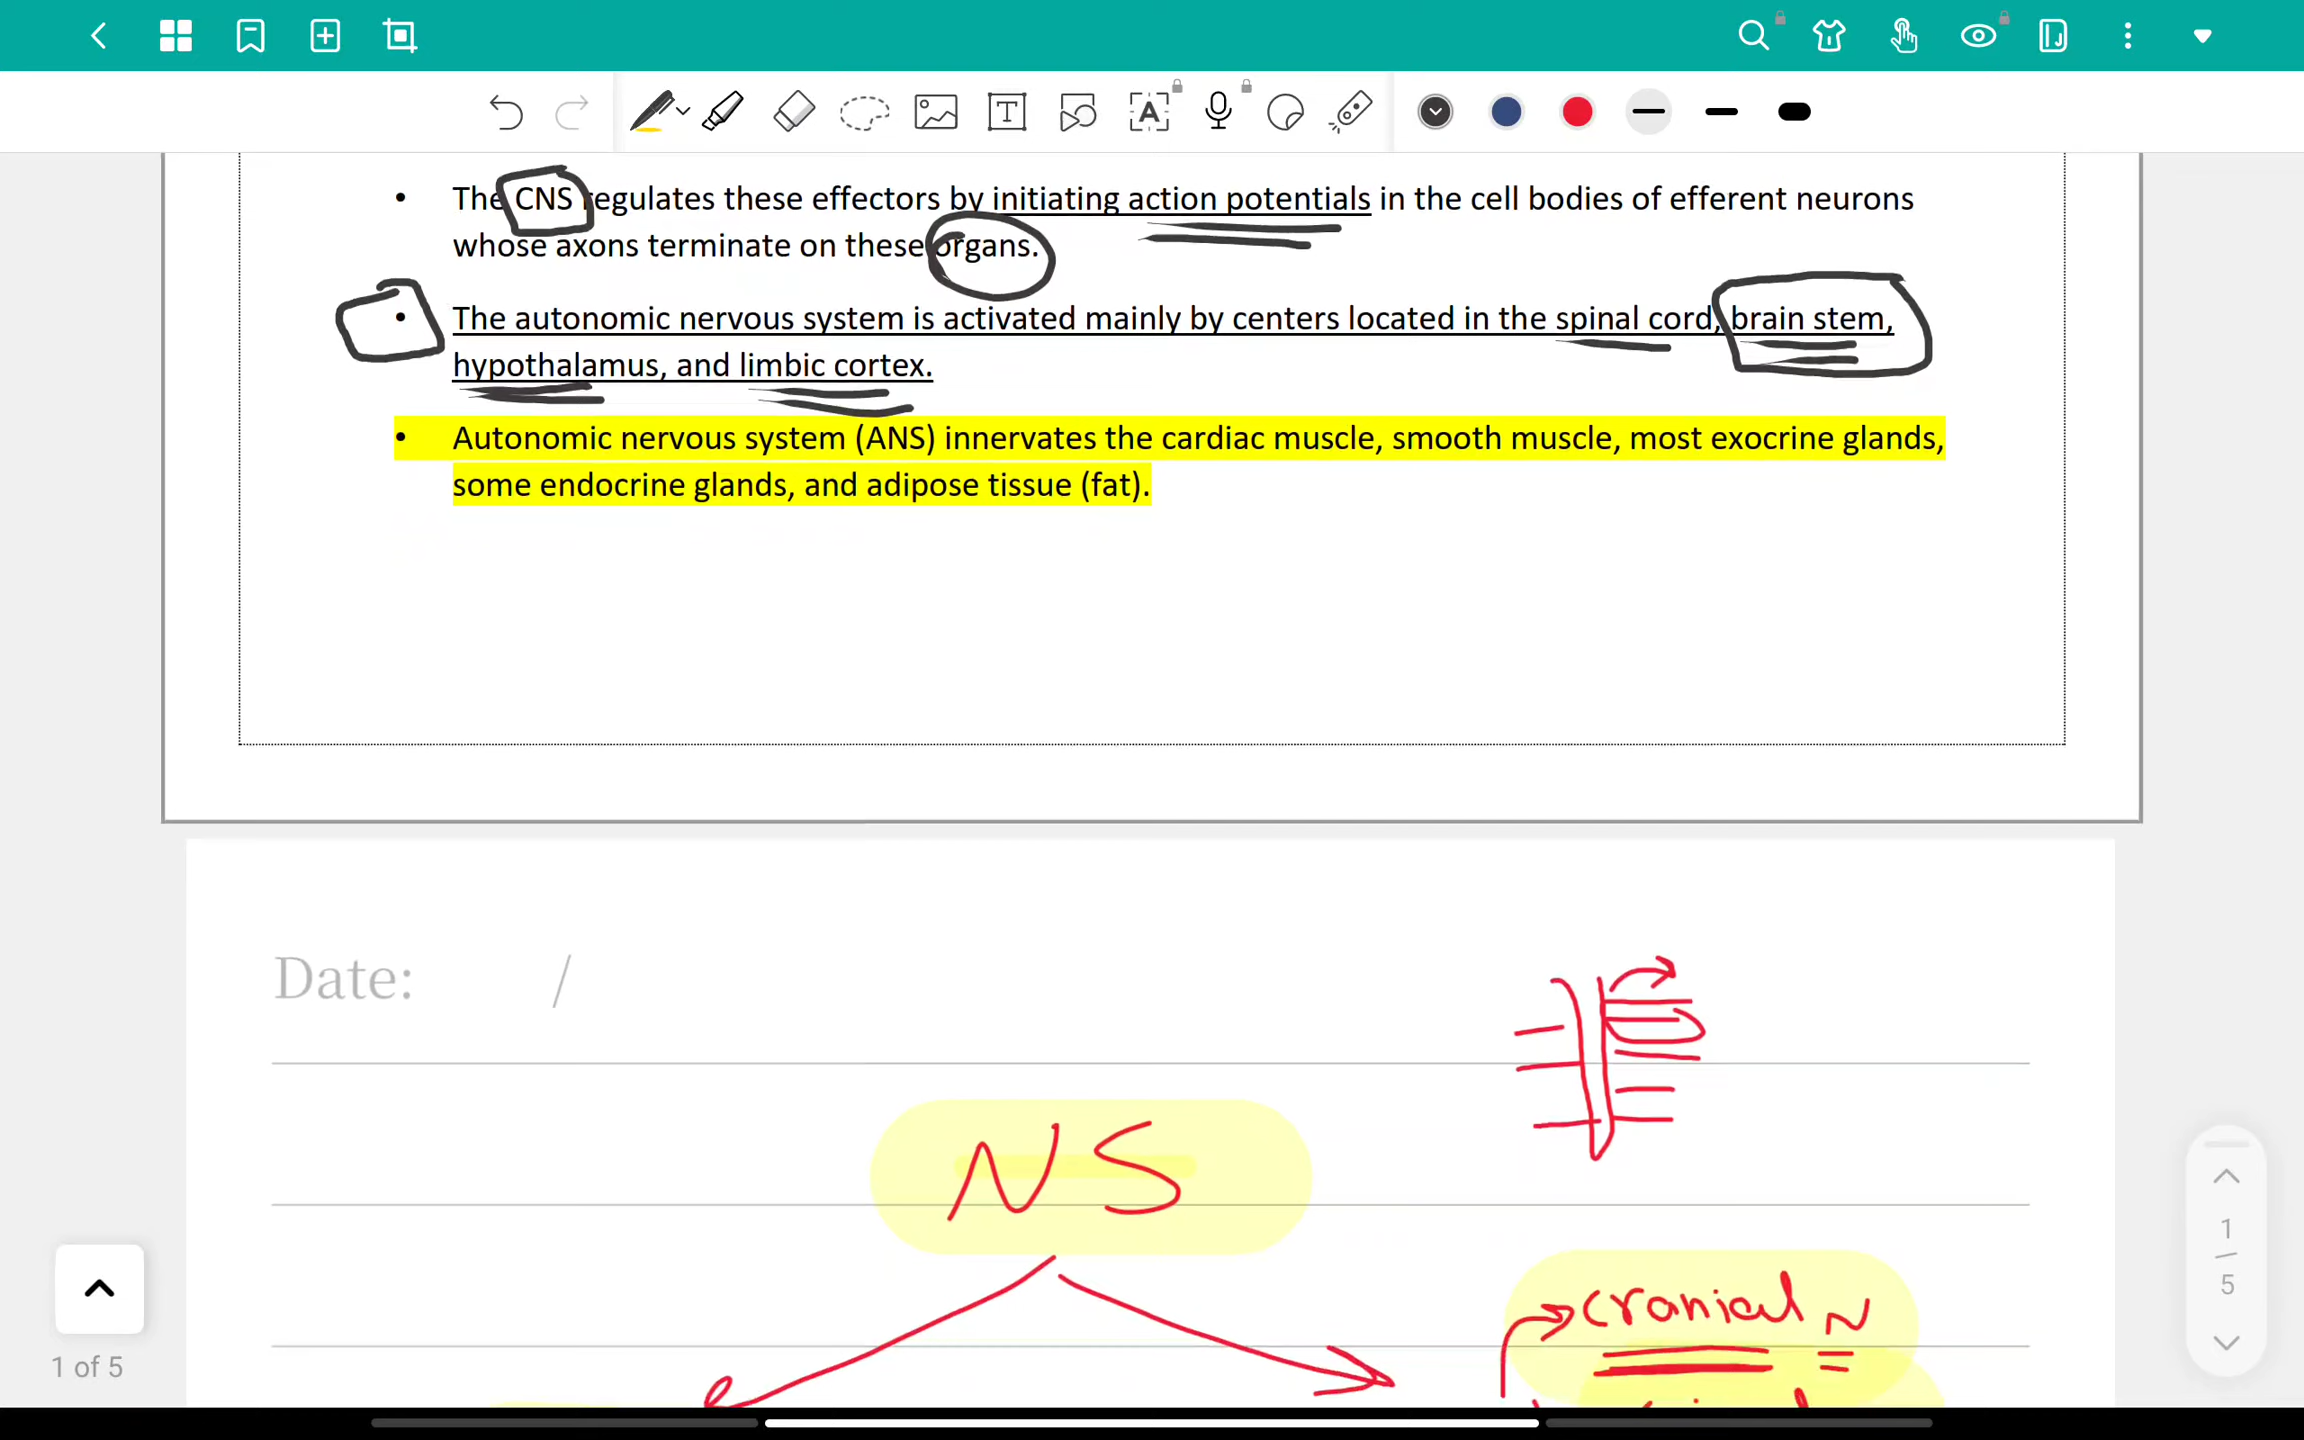 • The CNS regulates these effectors by initiating action potentials in the cell bodies of efferent neurons
whose axons terminate on these organs.
• The autonomic nervous system is activated mainly by centers located in the spinal cord, brain stem,
hypothalamus, and limbic cortex.
• Autonomic nervous system (ANS) innervates the cardiac muscle, smooth muscle, most exocrine glands,
some endocrine glands, and adipose tissue (fat).
Date: /
NS
cranial N
1
/
5
1 of 5